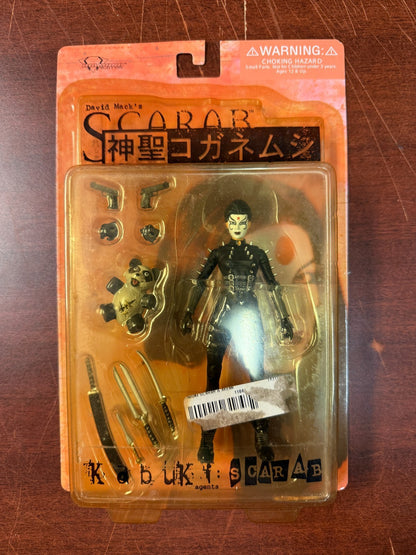 WARNING:
CHOKING HAZARD
Small Parts. Not for Children under 3 years.
Ages 13 & Up.
David Mack's
SCARAB
神聖コガネムシ
KabuKi: SCARAB
agents